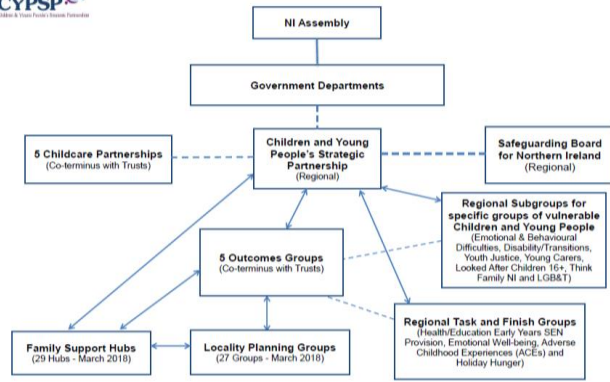 CYPSP
Children & Young People's Strategic Partnership
NI Assembly
Government Departments
5 Childcare Partnerships
(Co-terminus with Trusts)
Children and Young
People's Strategic
Partnership
(Regional)
Safeguarding Board
for Northern Ireland
(Regional)
Regional Subgroups for
specific groups of vulnerable
Children and Young People
(Emotional & Behavioural
Difficulties, Disability/Transitions,
Youth Justice, Young Carers,
Looked After Children 16+, Think
Family NI and LGB&T)
5 Outcomes Groups
(Co-terminus with Trusts)
Regional Task and Finish Groups
(Health/Education Early Years SEN
Provision, Emotional Well-being, Adverse
Childhood Experiences (ACEs) and
Holiday Hunger)
Family Support Hubs
(29 Hubs - March 2018)
Locality Planning Groups
(27 Groups - March 2018)